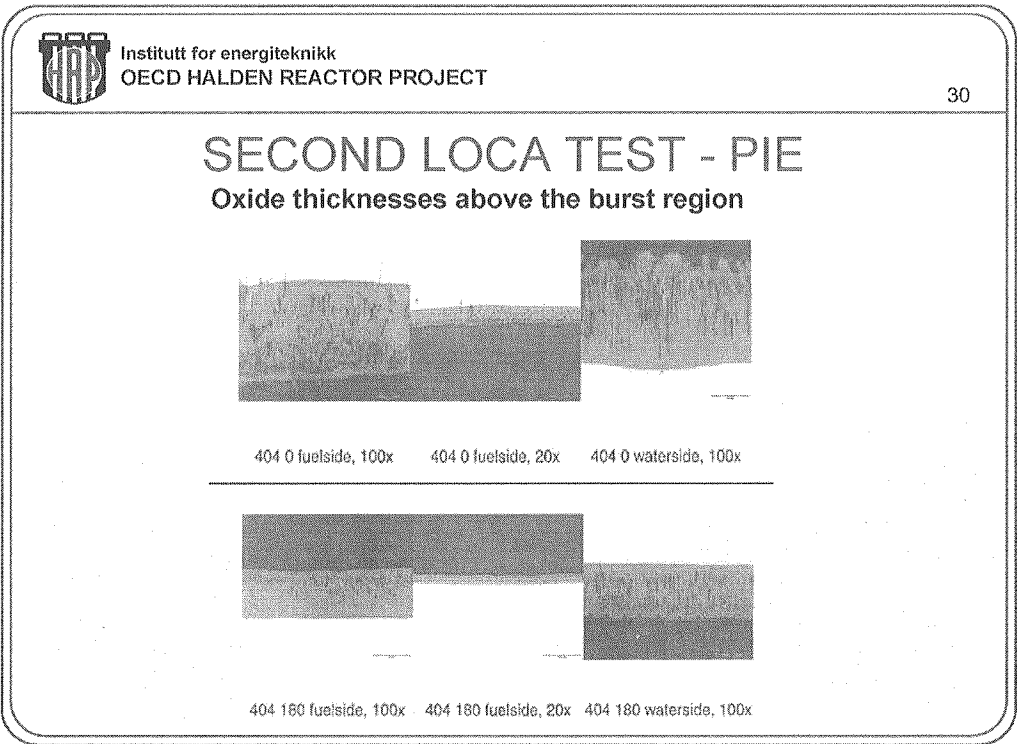 HRP
Institutt for energiteknikk
OECD HALDEN REACTOR PROJECT
30
SECOND LOCA TEST - PIE
Oxide thicknesses above the burst region
404 0 fuelside, 100x 404 0 fuelside, 20x 404 0 waterside, 100x
404 180 fuelside, 100x 404 180 fuelside, 20x 404 180 waterside, 100x